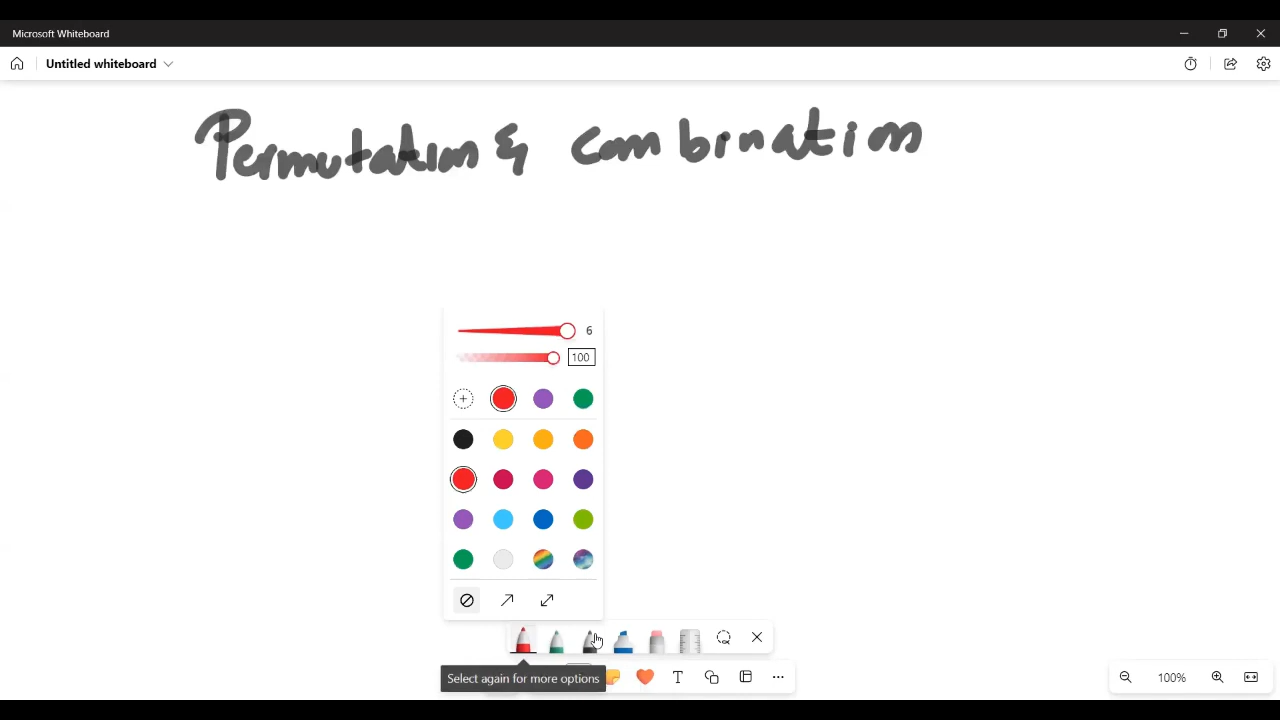 Microsoft Whiteboard
Untitled whiteboard
Permutation & combination
6
100
Select again for more options
T
100%